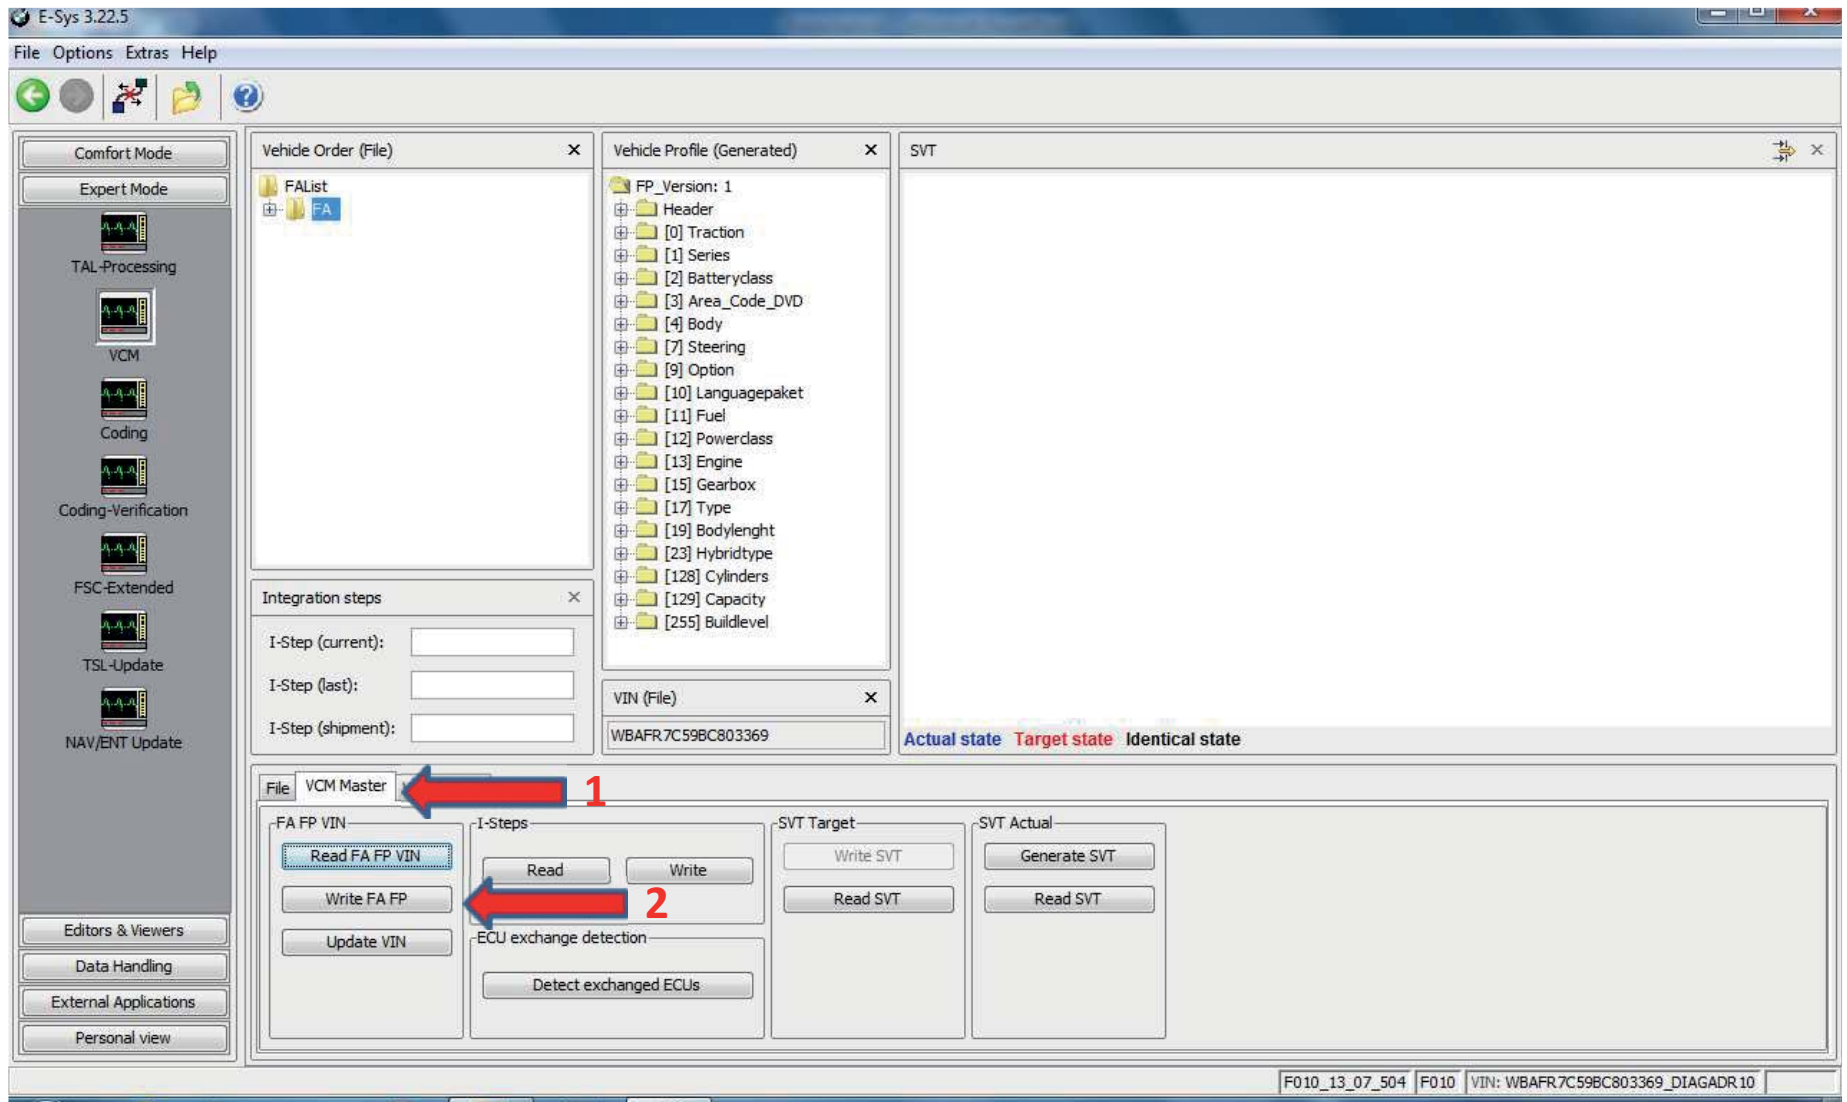 E-Sys 3.22.5
File Options Extras Help
Comfort Mode
Expert Mode
TAL-Processing
VCM
Coding
Coding-Verification
FSC-Extended
TSL-Update
NAV/ENT Update
Editors & Viewers
Data Handling
External Applications
Personal view
Vehicle Order (File)
FAList
FA
Integration steps
I-Step (current):
I-Step (last):
I-Step (shipment):
Vehicle Profile (Generated)
FP_Version: 1
Header
[0] Traction
[1] Series
[2] Batteryclass
[3] Area_Code_DVD
[4] Body
[7] Steering
[9] Option
[10] Languagepaket
[11] Fuel
[12] Powerclass
[13] Engine
[15] Gearbox
[17] Type
[19] Bodylenght
[23] Hybridtype
[128] Cylinders
[129] Capacity
[255] Buildlevel
VIN (File)
WBAFR7C59BC803369
SVT
Actual state Target state Identical state
File VCM Master
1
FA FP VIN
Read FA FP VIN
Write FA FP
2
Update VIN
I-Steps
Read Write
ECU exchange detection
Detect exchanged ECUs
SVT Target
Write SVT
Read SVT
SVT Actual
Generate SVT
Read SVT
F010_13_07_504 F010 VIN: WBAFR7C59BC803369_DIAGADR10